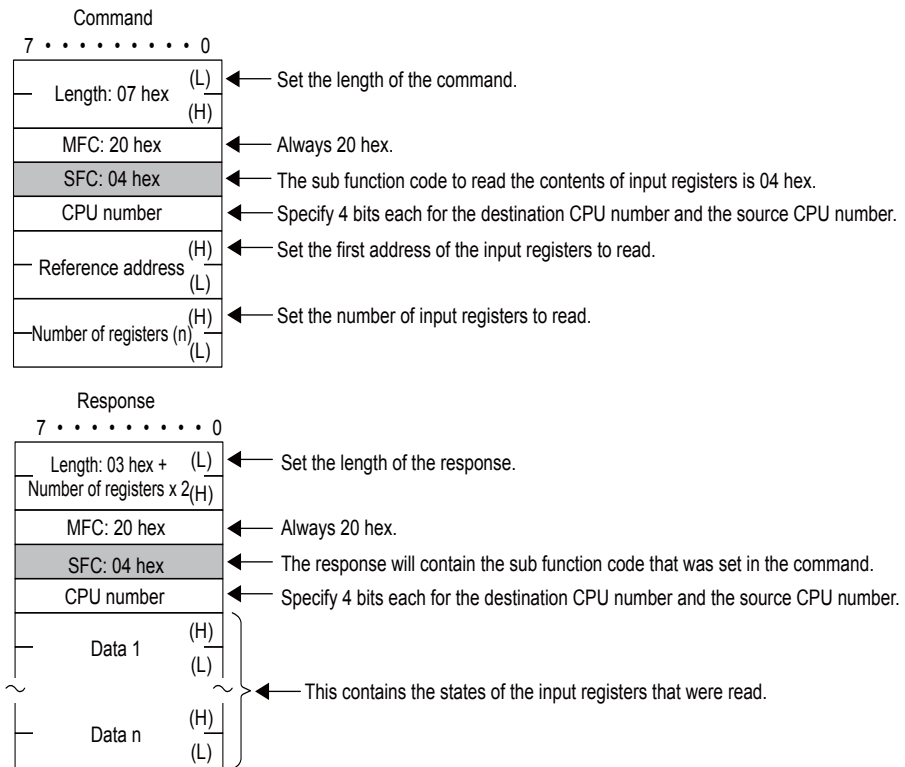 Command
7 • • • • • • • • • 0
Length: 07 hex (L)
(H)
Set the length of the command.
MFC: 20 hex
Always 20 hex.
SFC: 04 hex
The sub function code to read the contents of input registers is 04 hex.
CPU number
Specify 4 bits each for the destination CPU number and the source CPU number.
Reference address (H)
(L)
Set the first address of the input registers to read.
Number of registers (n) (H)
(L)
Set the number of input registers to read.
Response
7 • • • • • • • • • 0
Length: 03 hex + (L)
Number of registers x 2 (H)
Set the length of the response.
MFC: 20 hex
Always 20 hex.
SFC: 04 hex
The response will contain the sub function code that was set in the command.
CPU number
Specify 4 bits each for the destination CPU number and the source CPU number.
Data 1 (H)
(L)
This contains the states of the input registers that were read.
Data n (H)
(L)